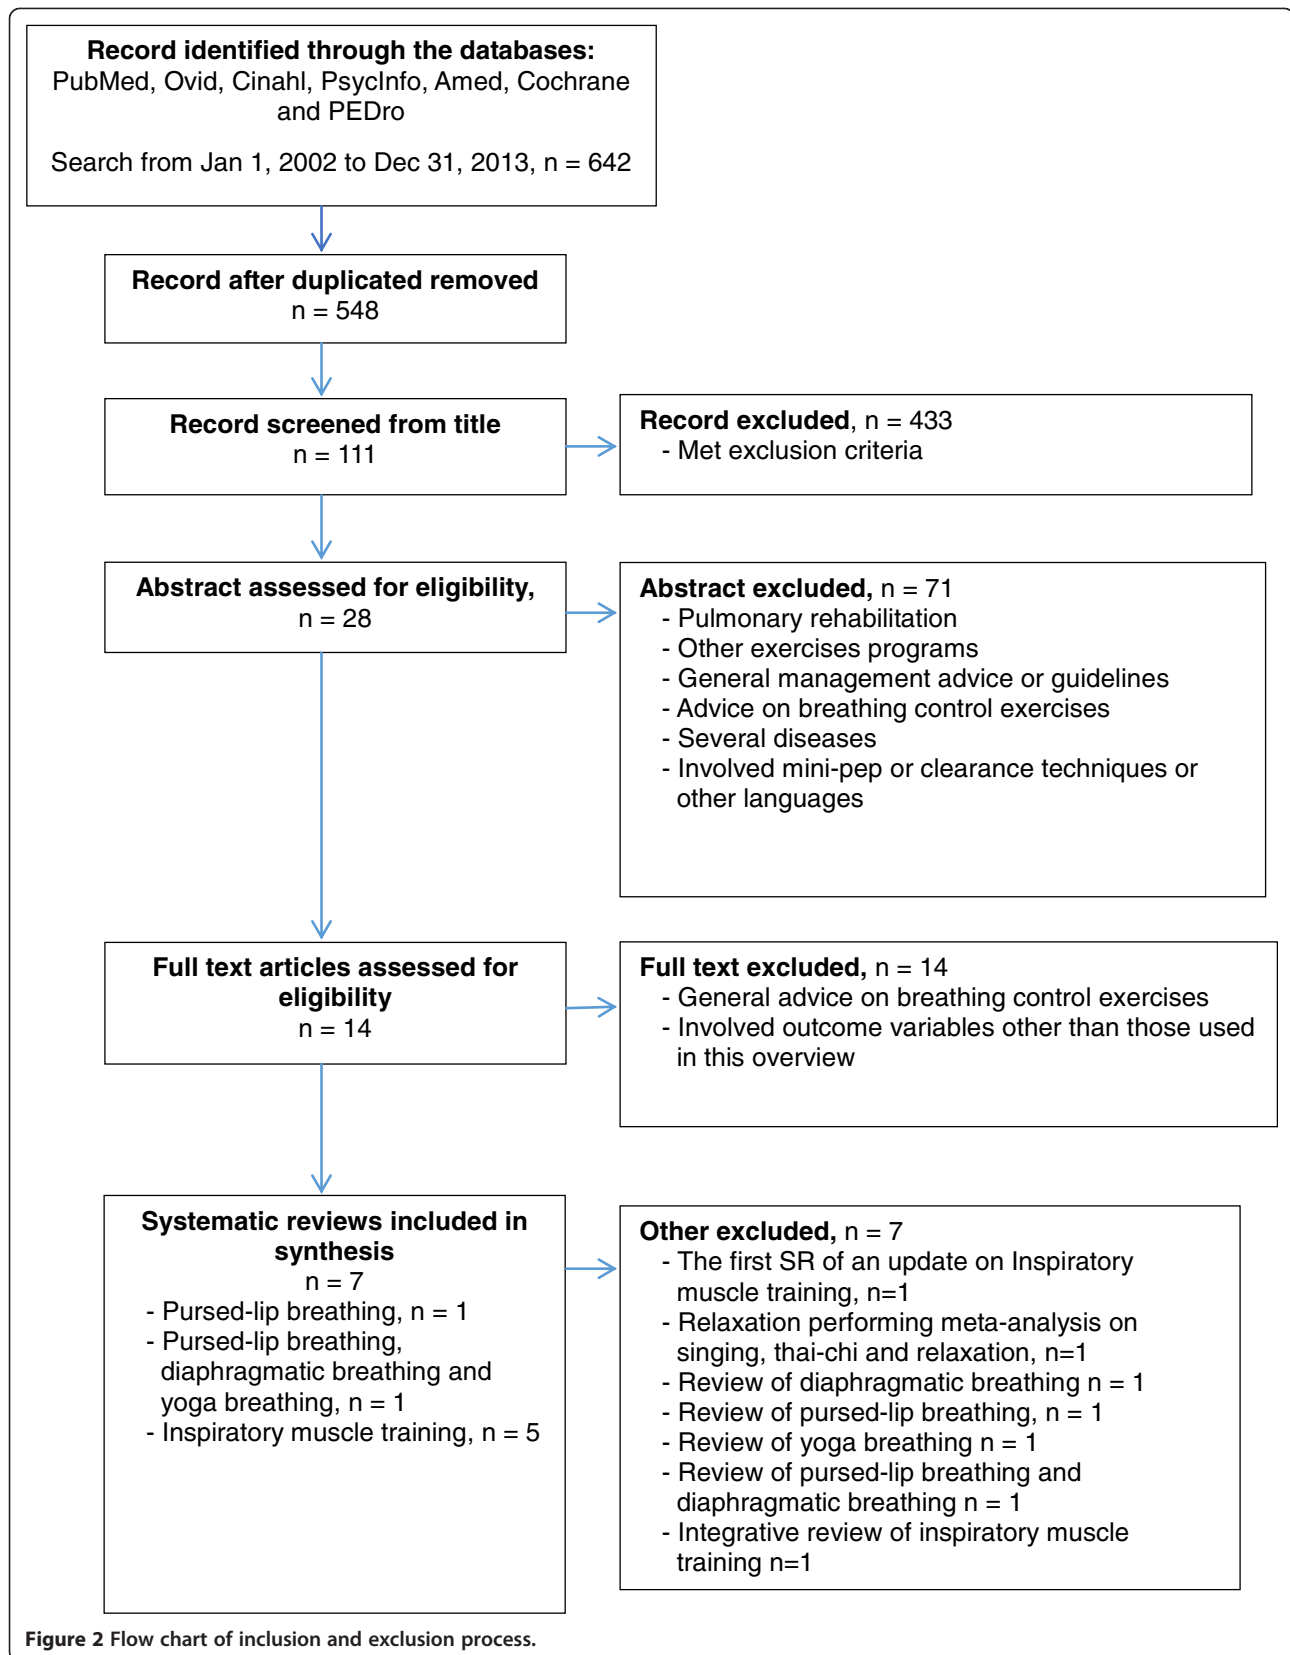 Record identified through the databases:
PubMed, Ovid, Cinahl, PsycInfo, Amed, Cochrane
and PEDro
Search from Jan 1, 2002 to Dec 31, 2013, n = 642
Record after duplicated removed
n = 548
Record screened from title
n = 111
Record excluded, n = 433
- Met exclusion criteria
Abstract assessed for eligibility,
n = 28
Abstract excluded, n = 71
- Pulmonary rehabilitation
- Other exercises programs
- General management advice or guidelines
- Advice on breathing control exercises
- Several diseases
- Involved mini-pep or clearance techniques or
other languages
Full text articles assessed for
eligibility
n = 14
Full text excluded, n = 14
- General advice on breathing control exercises
- Involved outcome variables other than those used
in this overview
Systematic reviews included in
synthesis
n = 7
- Pursed-lip breathing, n = 1
- Pursed-lip breathing,
diaphragmatic breathing and
yoga breathing, n = 1
- Inspiratory muscle training, n = 5
Other excluded, n = 7
- The first SR of an update on Inspiratory
muscle training, n=1
- Relaxation performing meta-analysis on
singing, thai-chi and relaxation, n=1
- Review of diaphragmatic breathing n = 1
- Review of pursed-lip breathing, n = 1
- Review of yoga breathing n = 1
- Review of pursed-lip breathing and
diaphragmatic breathing n = 1
- Integrative review of inspiratory muscle
training n=1
Figure 2 Flow chart of inclusion and exclusion process.